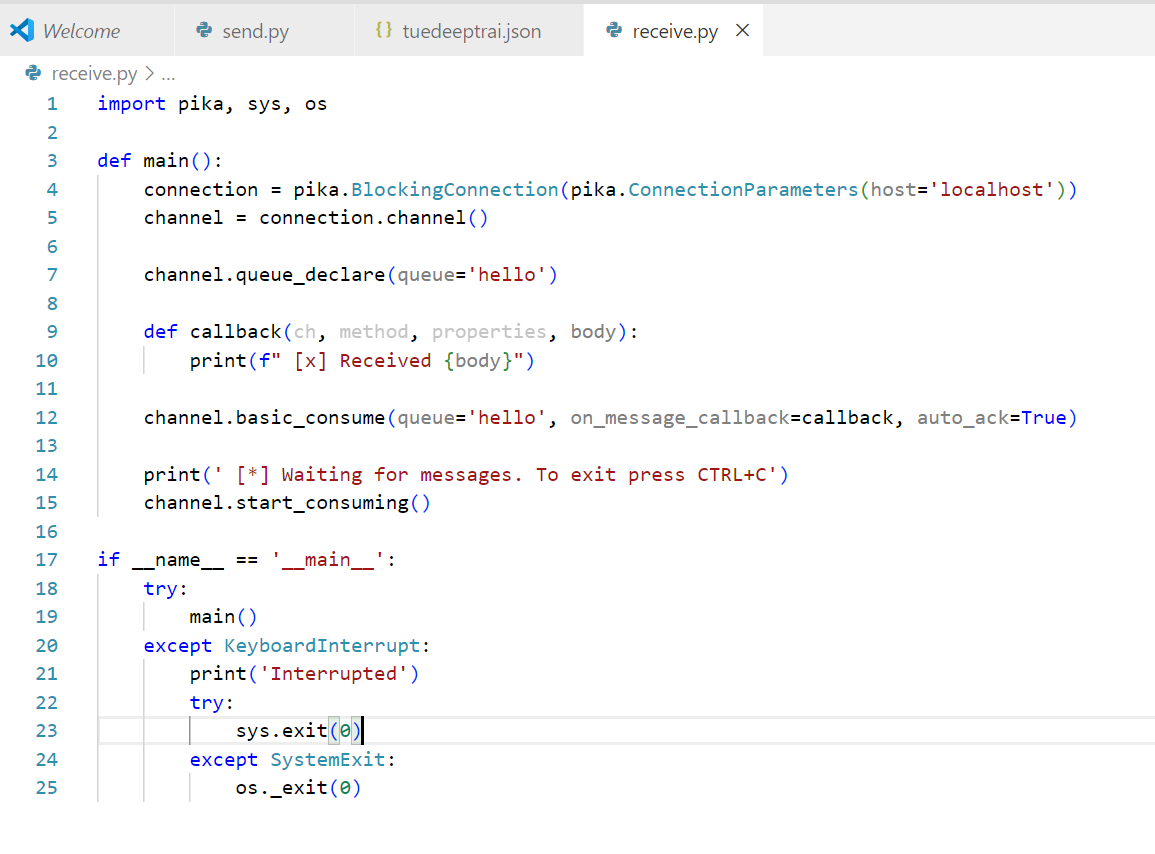 Welcome send.py {} tuedeeptrai.json receive.py ×
receive.py > ...
1 import pika, sys, os
2
3 def main():
4     connection = pika.BlockingConnection(pika.ConnectionParameters(host='localhost'))
5     channel = connection.channel()
6
7     channel.queue_declare(queue='hello')
8
9     def callback(ch, method, properties, body):
10         print(f" [x] Received {body}")
11
12     channel.basic_consume(queue='hello', on_message_callback=callback, auto_ack=True)
13
14     print(' [*] Waiting for messages. To exit press CTRL+C')
15     channel.start_consuming()
16
17 if __name__ == '__main__':
18     try:
19         main()
20     except KeyboardInterrupt:
21         print('Interrupted')
22         try:
23             sys.exit(0)
24         except SystemExit:
25             os._exit(0)